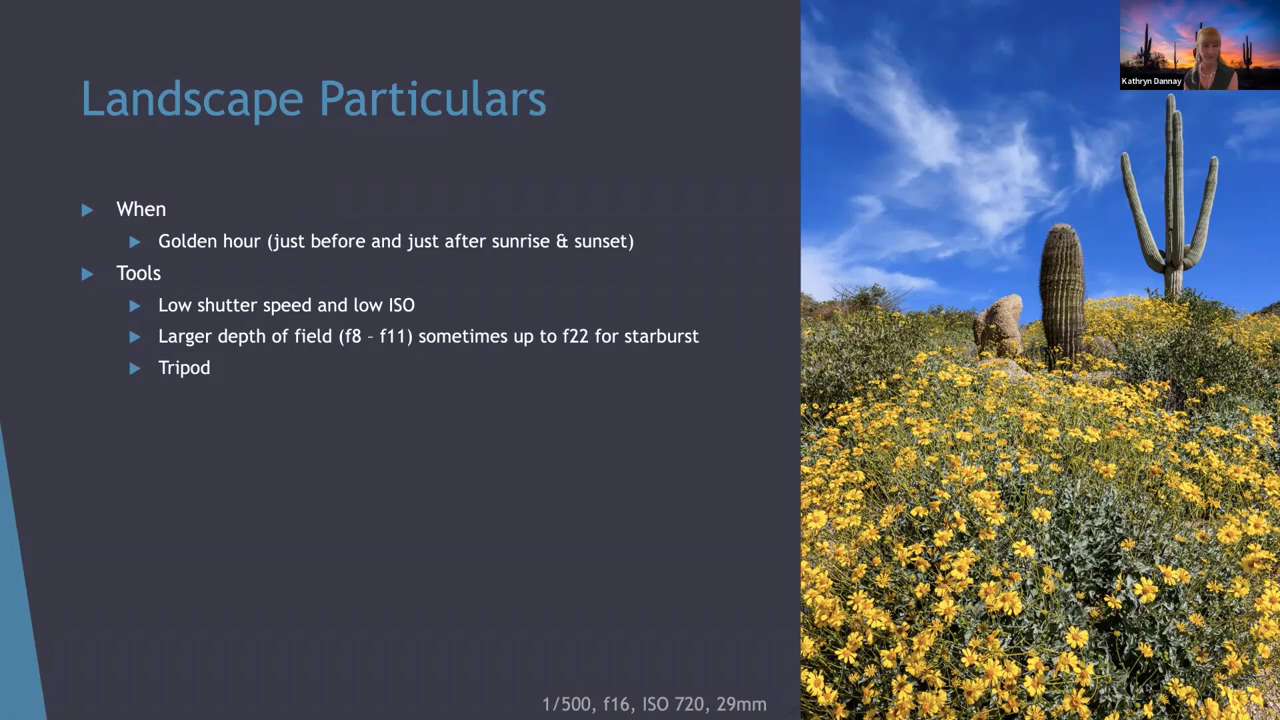 Landscape Particulars
When
Golden hour (just before and just after sunrise & sunset)
Tools
Low shutter speed and low ISO
Larger depth of field (f8 – f11) sometimes up to f22 for starburst
Tripod
1/500, f16, ISO 720, 29mm
Kathryn Dannay